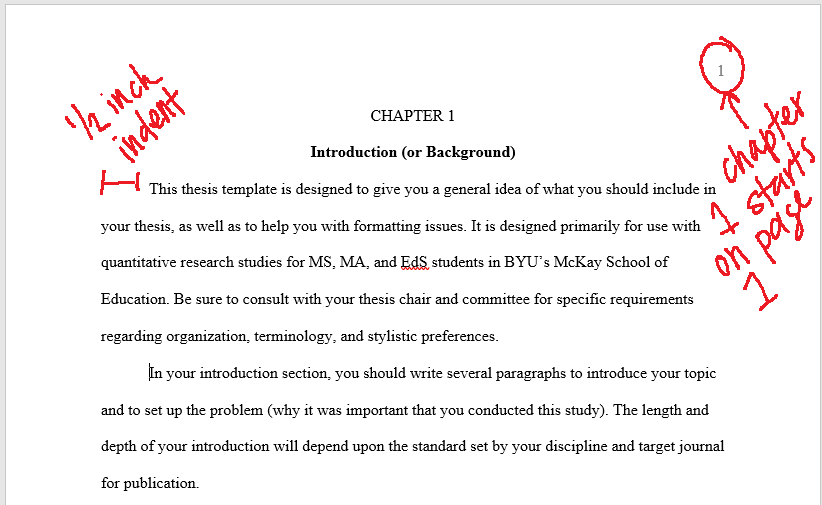 1
1/2 inch
indent
chapter
1 starts
on page
1
CHAPTER 1
Introduction (or Background)
This thesis template is designed to give you a general idea of what you should include in
your thesis, as well as to help you with formatting issues. It is designed primarily for use with
quantitative research studies for MS, MA, and EdS students in BYU's McKay School of
Education. Be sure to consult with your thesis chair and committee for specific requirements
regarding organization, terminology, and stylistic preferences.
In your introduction section, you should write several paragraphs to introduce your topic
and to set up the problem (why it was important that you conducted this study). The length and
depth of your introduction will depend upon the standard set by your discipline and target journal
for publication.